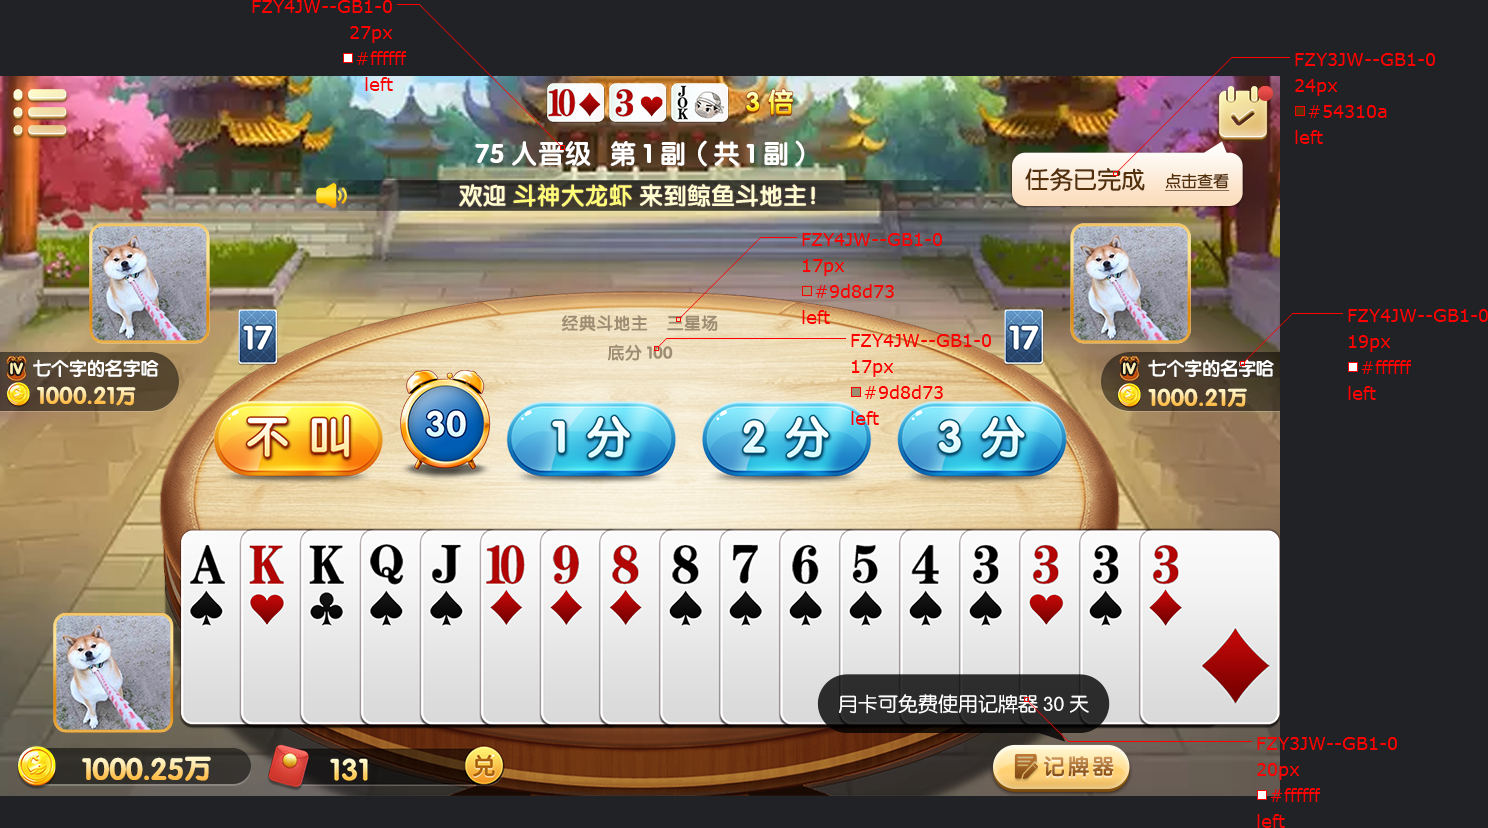 FZY4JW--GB1-0
27px
#ffffff
left
FZY3JW--GB1-0
24px
#54310a
left
10 3 JOK 3 倍
75 人晋级 第1副（共1副）
任务已完成 点击查看
欢迎 斗神大龙虾 来到鲸鱼斗地主！
FZY4JW--GB1-0
17px
#9d8d73
left
17
经典斗地主 三星场
17
底分 100
FZY4JW--GB1-0
17px
#9d8d73
left
FZY4JW--GB1-0
19px
#ffffff
left
IV 七个字的名字哈
1000.21万
IV 七个字的名字哈
1000.21万
不 叫
30
1 分
2 分
3 分
A K K Q J 10 9 8 8 7 6 5 4 3 3 3 3
月卡可免费使用记牌器 30 天
1000.25万
131
兑
记牌器
FZY3JW--GB1-0
20px
#ffffff
left